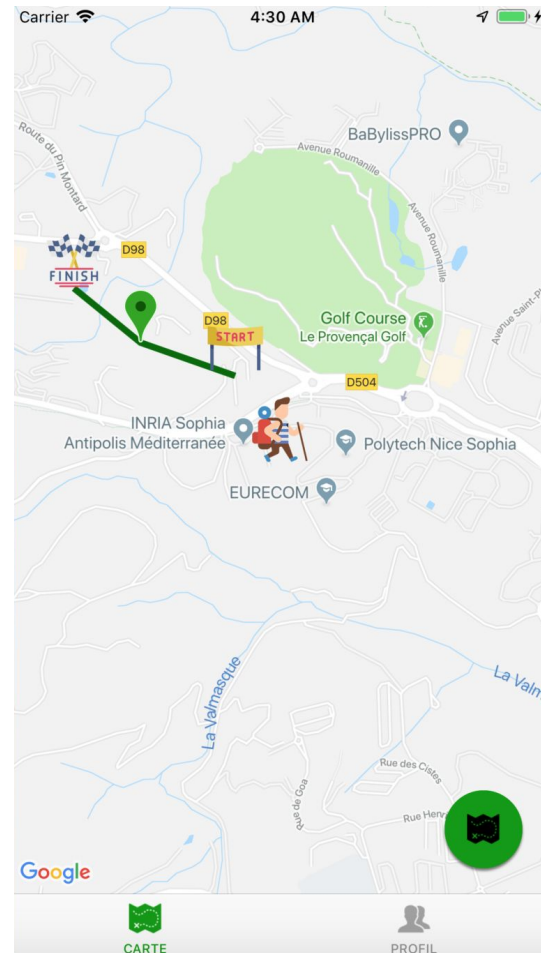 Carrier
4:30 AM
Route du Pin Montard
BaBylissPRO
Avenue Roumanille
Avenue Roumanille
D98
FINISH
D98
START
Golf Course
Le Provençal Golf
Avenue Saint-P
D504
INRIA Sophia
Antipolis Méditerranée
Polytech Nice Sophia
EURECOM
La Valmasque
La Valm
Rue des Cistes
Rue de Goa
Rue Henr
Google
CARTE
PROFIL